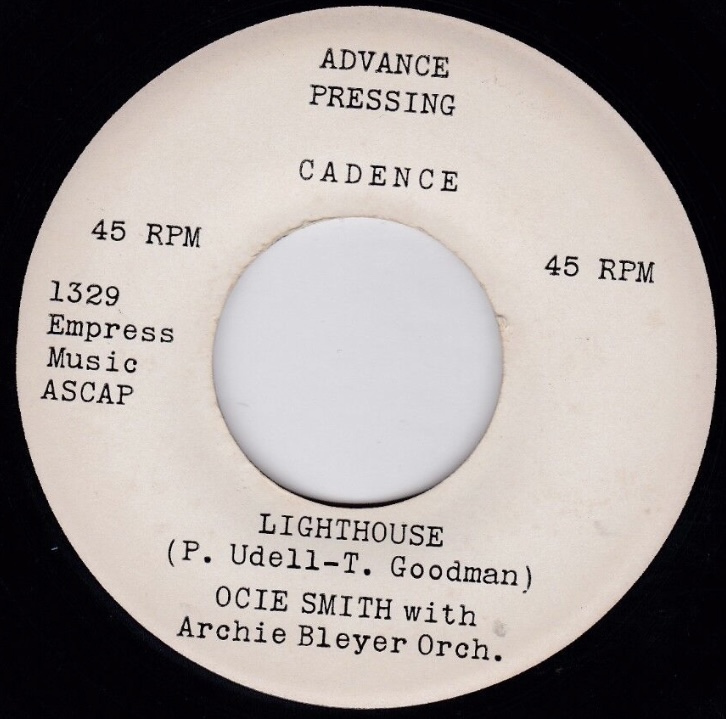 ADVANCE
PRESSING
CADENCE
45 RPM
45 RPM
1329
Empress
Music
ASCAP
LIGHTHOUSE
(P. Udell-T. Goodman)
OCIE SMITH with
Archie Bleyer Orch.